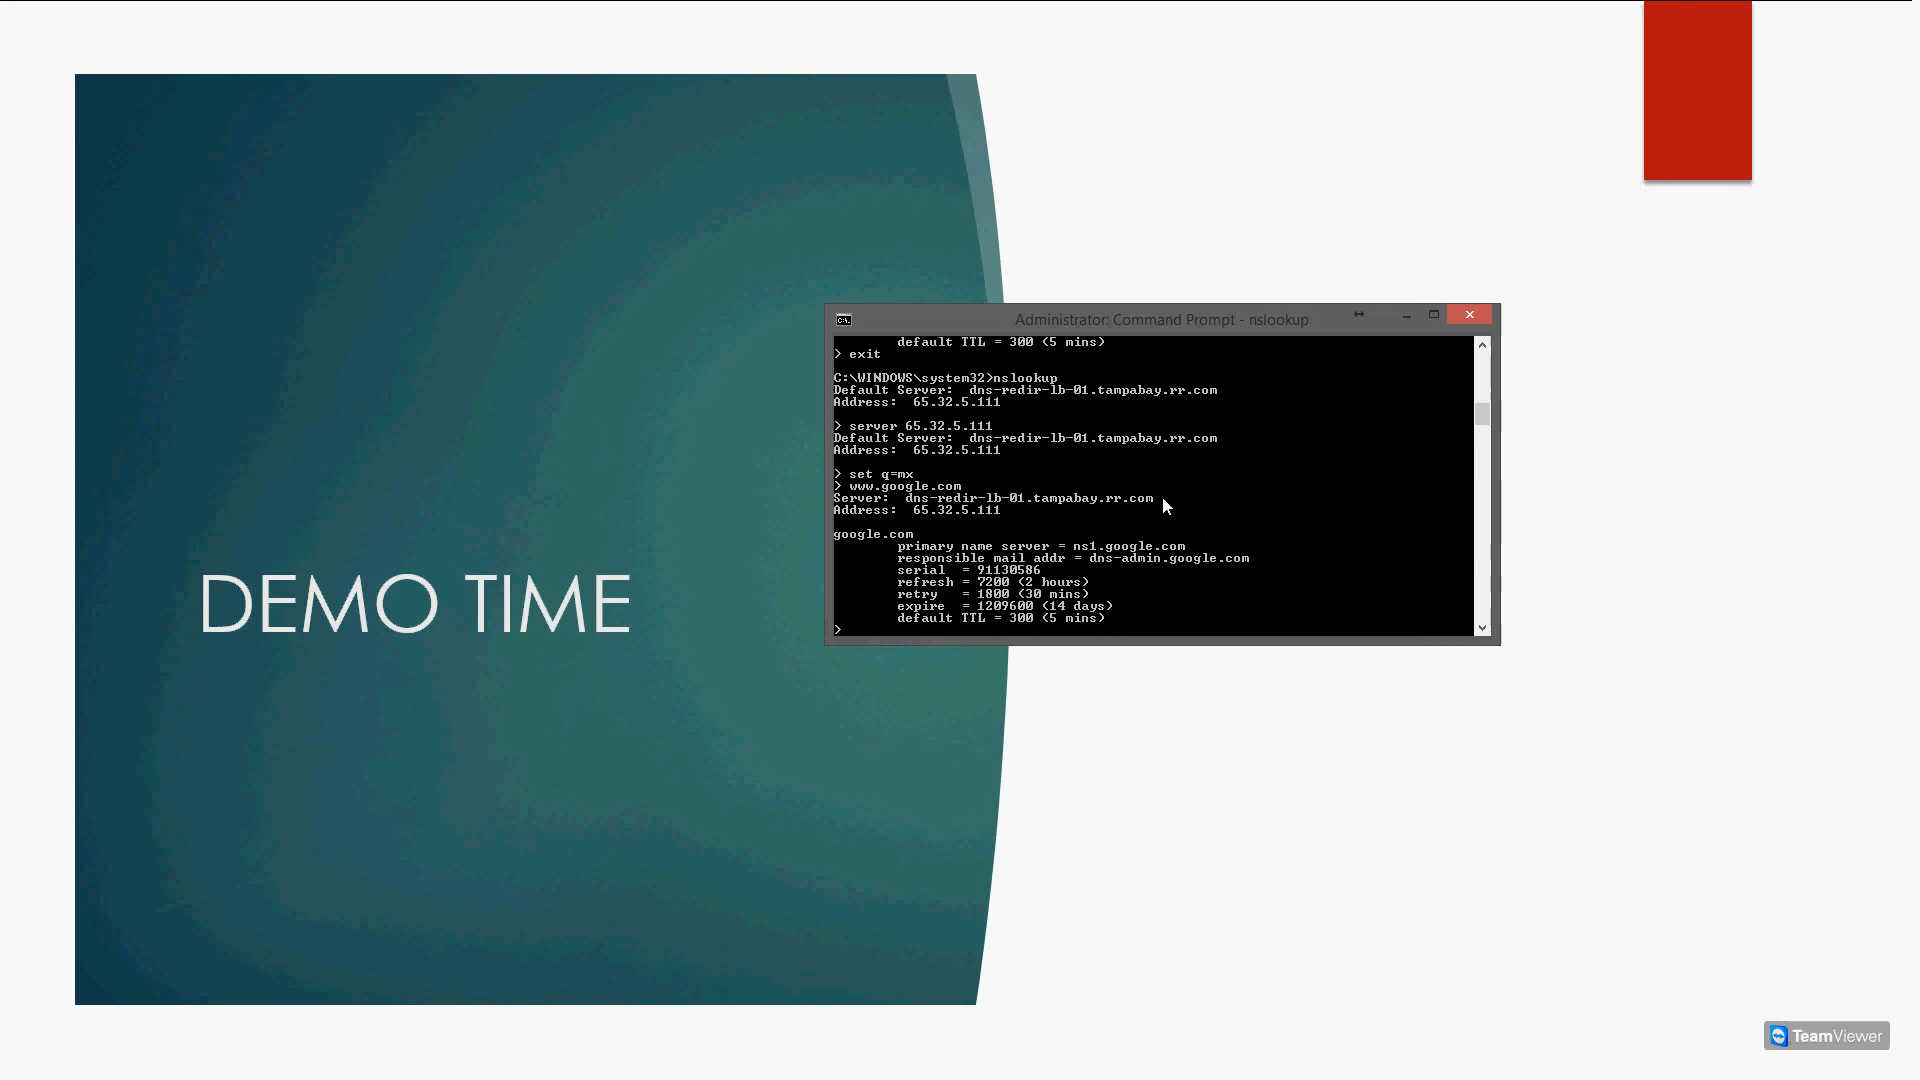 DEMO TIME
Administrator: Command Prompt - nslookup
default TTL = 300 (5 mins)
> exit
C:\WINDOWS\system32>nslookup
Default Server:  dns-redir-lb-01.tampabay.rr.com
Address:  65.32.5.111
> server 65.32.5.111
Default Server:  dns-redir-lb-01.tampabay.rr.com
Address:  65.32.5.111
> set q=mx
> www.google.com
Server:  dns-redir-lb-01.tampabay.rr.com
Address:  65.32.5.111
google.com
primary name server = ns1.google.com
responsible mail addr = dns-admin.google.com
serial  = 91130586
refresh = 7200 (2 hours)
retry   = 1800 (30 mins)
expire  = 1209600 (14 days)
default TTL = 300 (5 mins)
>
TeamViewer